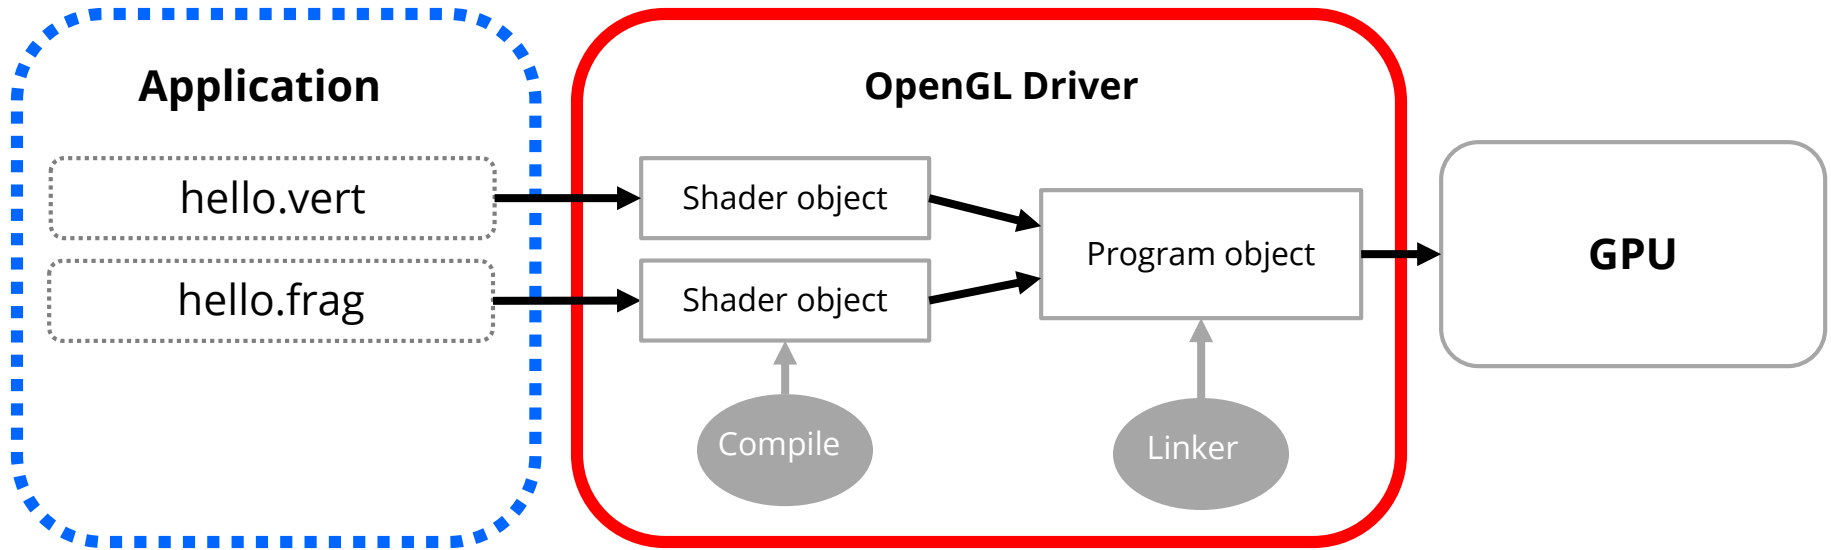 Application
hello.vert
hello.frag
OpenGL Driver
Shader object
Shader object
Program object
Compile
Linker
GPU